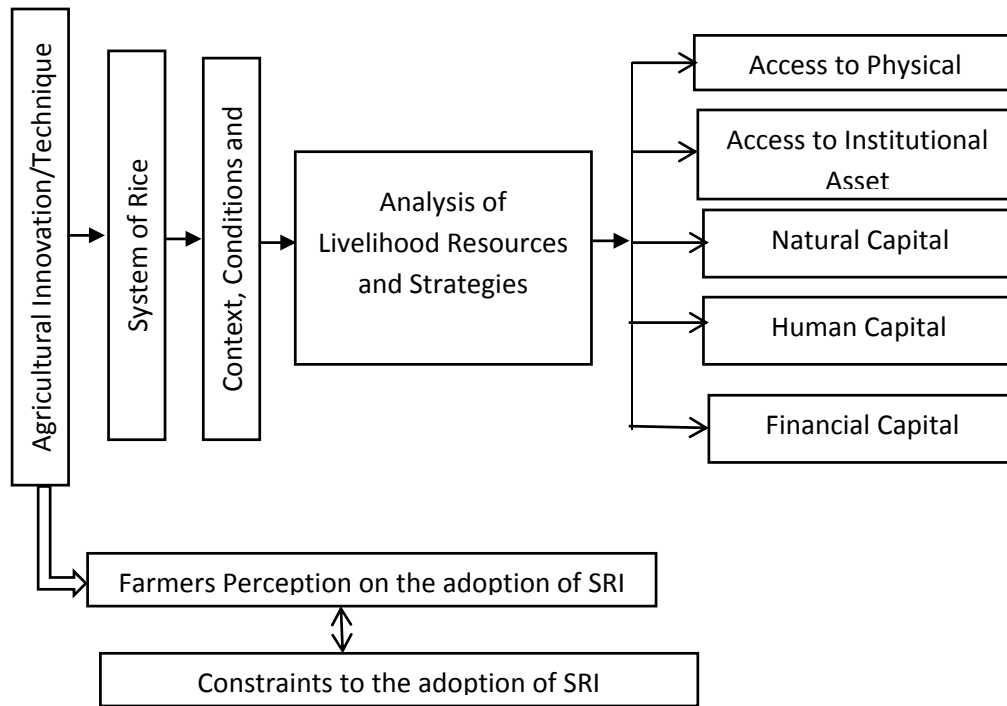 Agricultural Innovation/Technique
System of Rice
Context, Conditions and
Analysis of
Livelihood Resources
and Strategies
Access to Physical
Access to Institutional
Asset
Natural Capital
Human Capital
Financial Capital
Farmers Perception on the adoption of SRI
Constraints to the adoption of SRI